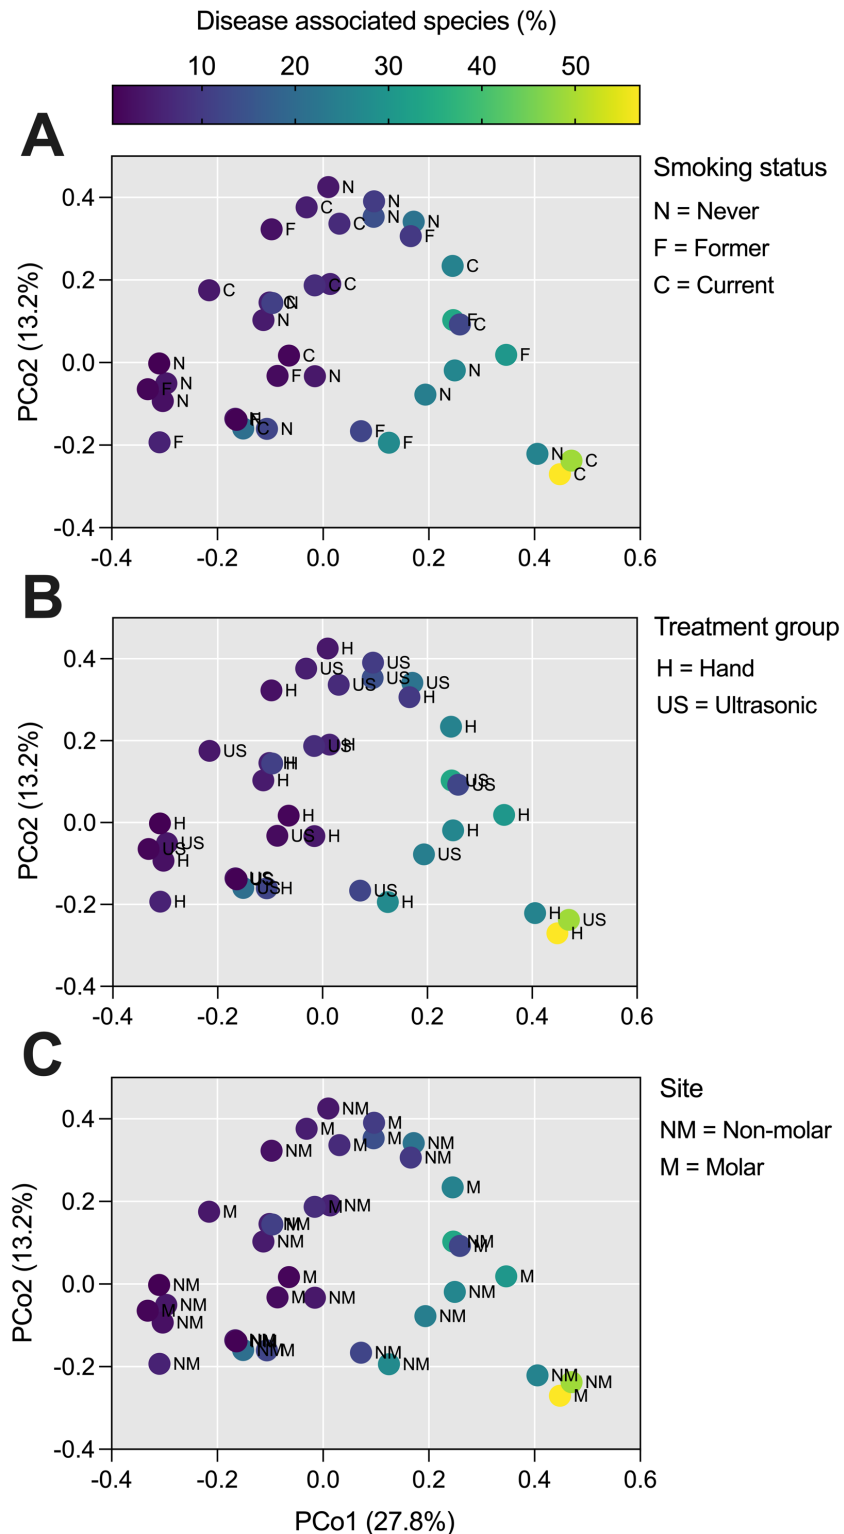 Disease associated species (%)
10 20 30 40 50
A
Smoking status
N = Never
F = Former
C = Current
PCo2 (13.2%)
0.4
0.2
0.0
-0.2
-0.4
-0.4 -0.2 0.0 0.2 0.4 0.6
N
C
N
F
C
N
N
F
C
C
C
C
N
N
F
C
N
C
F
F
N
N
N
F
N
N
N
F
C
N
F
F
F
N
C
C
B
Treatment group
H = Hand
US = Ultrasonic
PCo2 (13.2%)
0.4
0.2
0.0
-0.2
-0.4
-0.4 -0.2 0.0 0.2 0.4 0.6
H
US
US
H
US
US
US
H
H
US
US
H
H
H
US
US
H
H
H
US
H
H
US
US
H
US
US
US
H
US
H
H
H
US
H
C
Site
NM = Non-molar
M = Molar
PCo2 (13.2%)
0.4
0.2
0.0
-0.2
-0.4
-0.4 -0.2 0.0 0.2 0.4 0.6
NM
M
M
NM
M
M
NM
NM
M
M
M
NM
NM
NM
NM
M
M
M
NM
M
NM
NM
NM
M
NM
NM
NM
NM
M
NM
NM
NM
NM
NM
M
PCo1 (27.8%)